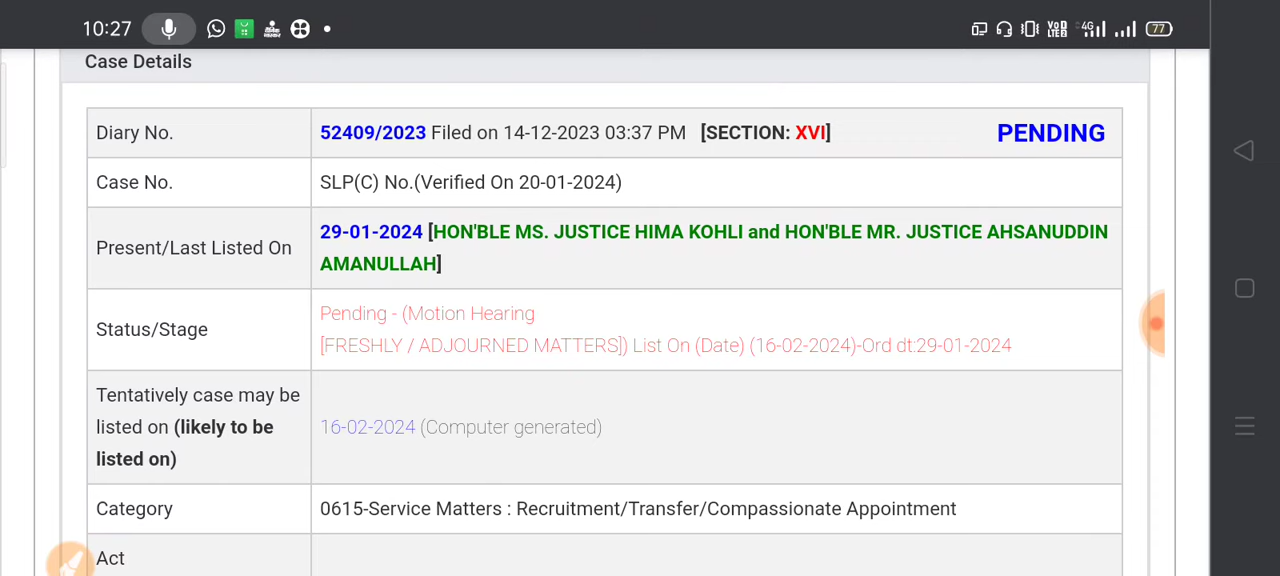 10:27
VoD LTE 4G 77
Case Details
Diary No. 52409/2023 Filed on 14-12-2023 03:37 PM [SECTION: XVI] PENDING
Case No. SLP(C) No.(Verified On 20-01-2024)
Present/Last Listed On 29-01-2024 [HON'BLE MS. JUSTICE HIMA KOHLI and HON'BLE MR. JUSTICE AHSANUDDIN
AMANULLAH]
Status/Stage Pending - (Motion Hearing
[FRESHLY / ADJOURNED MATTERS]) List On (Date) (16-02-2024)-Ord dt:29-01-2024
Tentatively case may be
listed on (likely to be
listed on)
16-02-2024 (Computer generated)
Category 0615-Service Matters : Recruitment/Transfer/Compassionate Appointment
Act